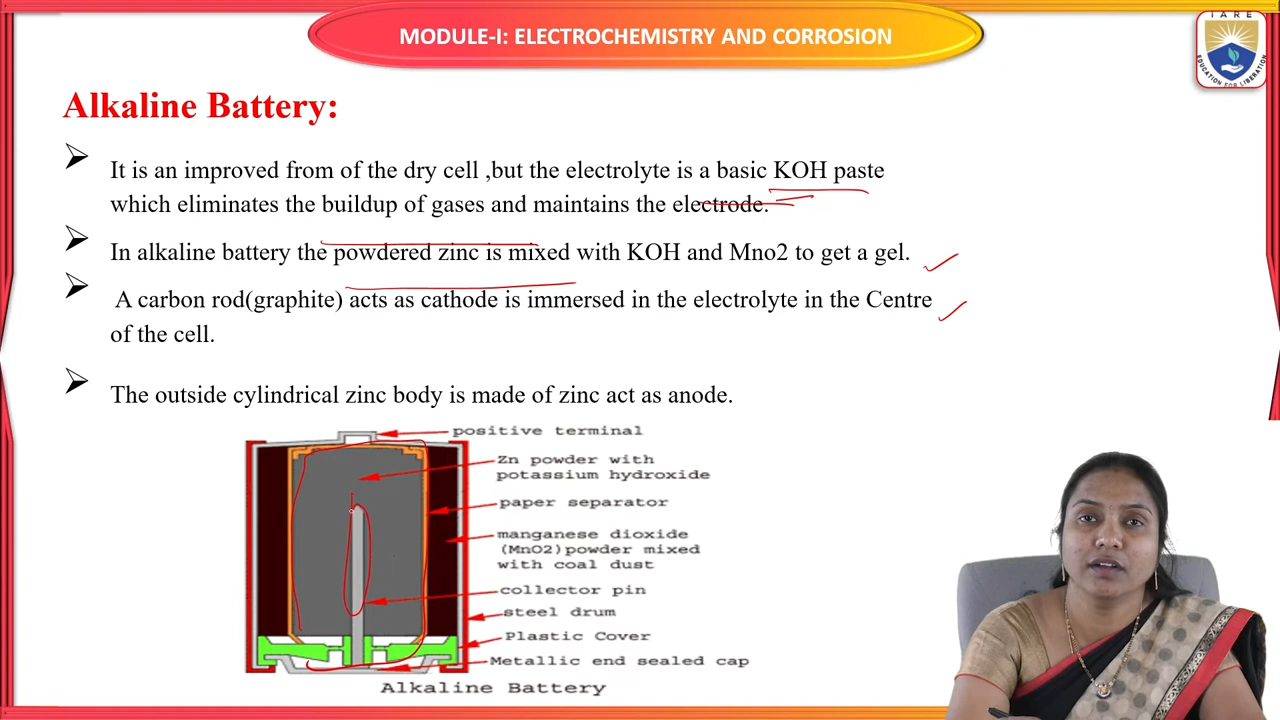 MODULE-I: ELECTROCHEMISTRY AND CORROSION
IARE
EDUCATION FOR LIBERATION
Alkaline Battery:
It is an improved from of the dry cell ,but the electrolyte is a basic KOH paste
which eliminates the buildup of gases and maintains the electrode.
In alkaline battery the powdered zinc is mixed with KOH and Mno2 to get a gel.
A carbon rod(graphite) acts as cathode is immersed in the electrolyte in the Centre
of the cell.
The outside cylindrical zinc body is made of zinc act as anode.
positive terminal
Zn powder with
potassium hydroxide
paper separator
manganese dioxide
(MnO2)powder mixed
with coal dust
collector pin
steel drum
Plastic Cover
Metallic end sealed cap
Alkaline Battery